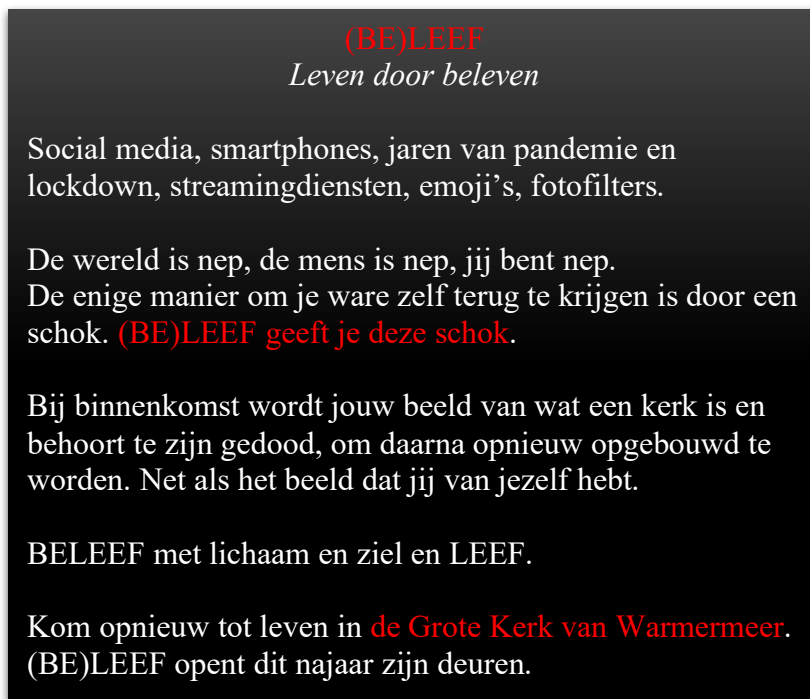 (BE)LEEF
Leven door beleven
Social media, smartphones, jaren van pandemie en
lockdown, streamingdiensten, emoji’s, fotofilters.
De wereld is nep, de mens is nep, jij bent nep.
De enige manier om je ware zelf terug te krijgen is door een
schok. (BE)LEEF geeft je deze schok.
Bij binnenkomst wordt jouw beeld van wat een kerk is en
behoort te zijn gedood, om daarna opnieuw opgebouwd te
worden. Net als het beeld dat jij van jezelf hebt.
BELEEF met lichaam en ziel en LEEF.
Kom opnieuw tot leven in de Grote Kerk van Warmermeer.
(BE)LEEF opent dit najaar zijn deuren.